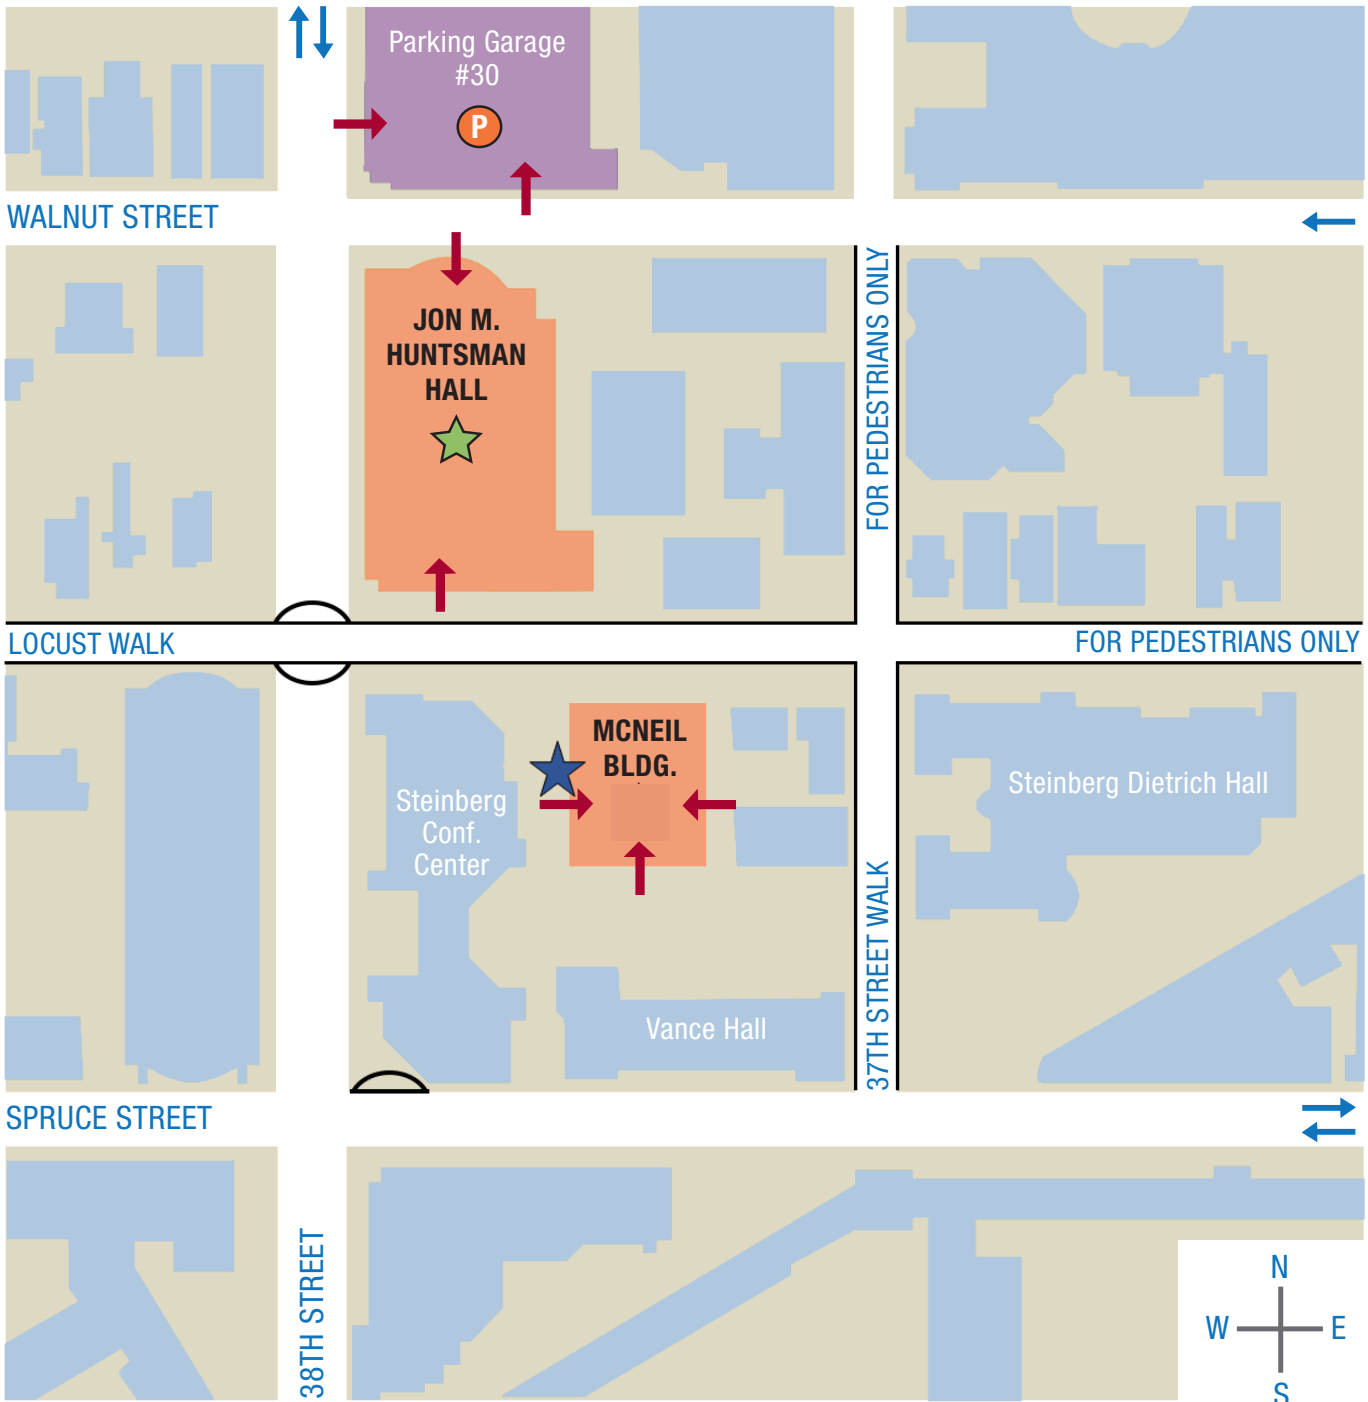 Parking Garage
#30
P
WALNUT STREET
JON M.
HUNTSMAN
HALL
FOR PEDESTRIANS ONLY
LOCUST WALK
FOR PEDESTRIANS ONLY
MCNEIL
BLDG.
Steinberg
Conf.
Center
Steinberg Dietrich Hall
37TH STREET WALK
Vance Hall
SPRUCE STREET
38TH STREET
N
W
E
S